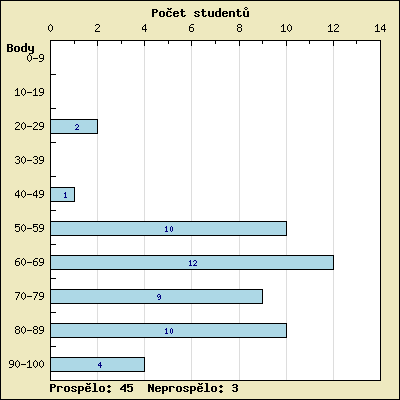 Počet studentů
Body
0 2 4 6 8 10 12 14
0-9
10-19
20-29 2
30-39
40-49 1
50-59 10
60-69 12
70-79 9
80-89 10
90-100 4
Prospělo: 45 Neprospělo: 3